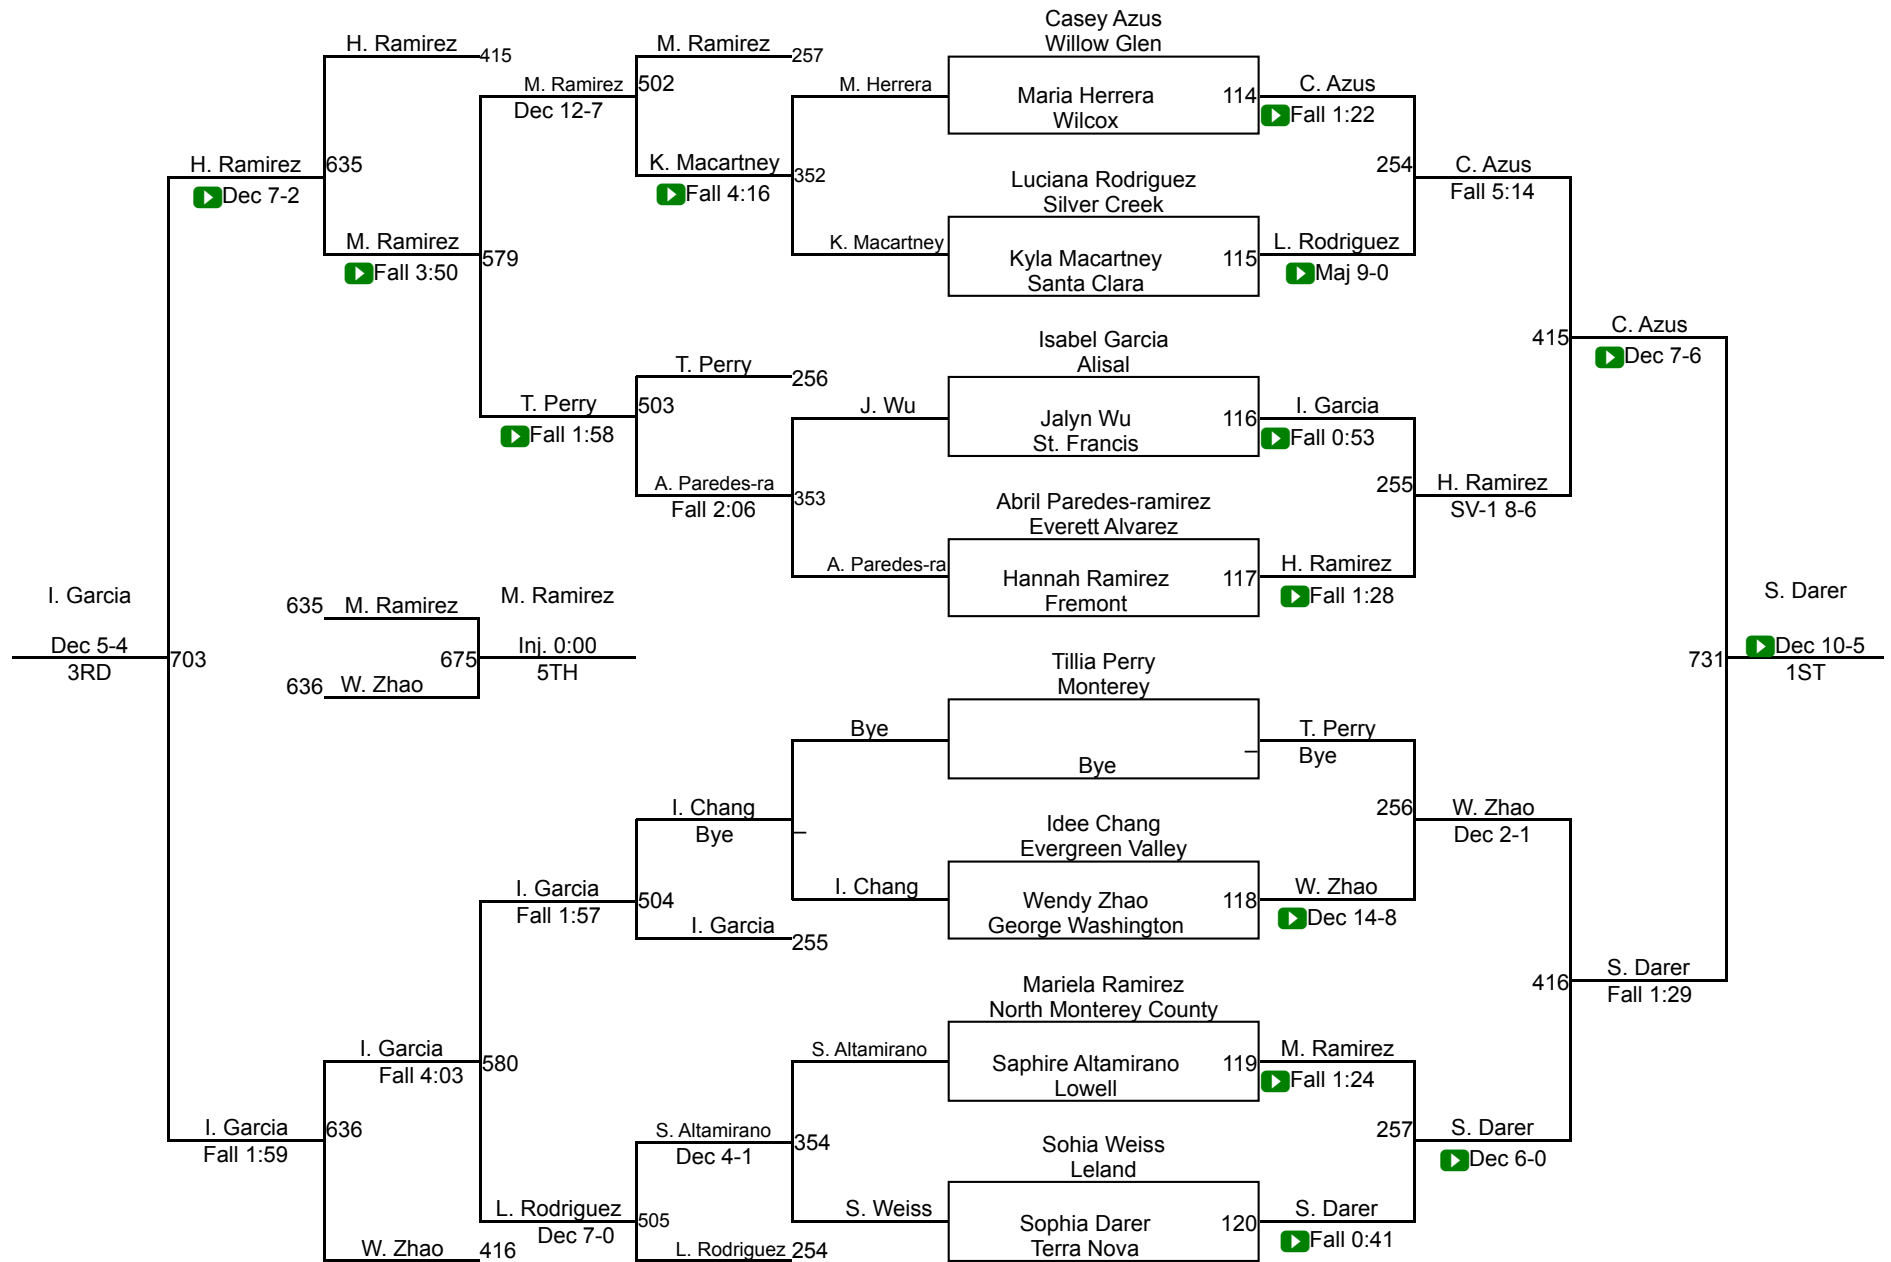 Casey Azus
Willow Glen
H. Ramirez
415
M. Ramirez
257
M. Ramirez
502
M. Herrera
Maria Herrera
114
C. Azus
Dec 12-7
Wilcox
Fall 1:22
H. Ramirez
635
K. Macartney
352
Luciana Rodriguez
254
C. Azus
Dec 7-2
Fall 4:16
Silver Creek
Fall 5:14
M. Ramirez
579
K. Macartney
Kyla Macartney
115
L. Rodriguez
Fall 3:50
Santa Clara
Maj 9-0
Isabel Garcia
415
C. Azus
T. Perry
256
Alisal
Dec 7-6
T. Perry
503
J. Wu
Jalyn Wu
116
I. Garcia
Fall 1:58
St. Francis
Fall 0:53
A. Paredes-ra
353
Abril Paredes-ramirez
255
H. Ramirez
Fall 2:06
Everett Alvarez
SV-1 8-6
A. Paredes-ra
Hannah Ramirez
117
H. Ramirez
I. Garcia
635
M. Ramirez
M. Ramirez
Fremont
Fall 1:28
S. Darer
Dec 5-4
703
675
Inj. 0:00
Tillia Perry
731
Dec 10-5
3RD
636
W. Zhao
5TH
Monterey
1ST
Bye
Bye
_
T. Perry
Bye
I. Chang
Bye
_
Idee Chang
256
W. Zhao
Evergreen Valley
Dec 2-1
I. Garcia
504
I. Chang
Wendy Zhao
118
W. Zhao
Fall 1:57
I. Garcia
255
George Washington
Dec 14-8
Mariela Ramirez
416
S. Darer
North Monterey County
Fall 1:29
I. Garcia
580
S. Altamirano
Saphire Altamirano
119
M. Ramirez
Fall 4:03
Lowell
Fall 1:24
I. Garcia
636
S. Altamirano
354
Sohia Weiss
257
S. Darer
Fall 1:59
Dec 4-1
Leland
Dec 6-0
L. Rodriguez
505
S. Weiss
Sophia Darer
120
S. Darer
Dec 7-0
Terra Nova
Fall 0:41
W. Zhao
416
L. Rodriguez
254